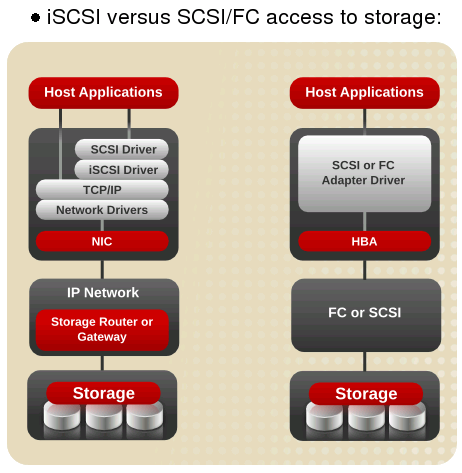 • iSCSI versus SCSI/FC access to storage:
Host Applications
SCSI Driver
iSCSI Driver
TCP/IP
Network Drivers
NIC
IP Network
Storage Router or
Gateway
Storage
Host Applications
SCSI or FC
Adapter Driver
HBA
FC or SCSI
Storage